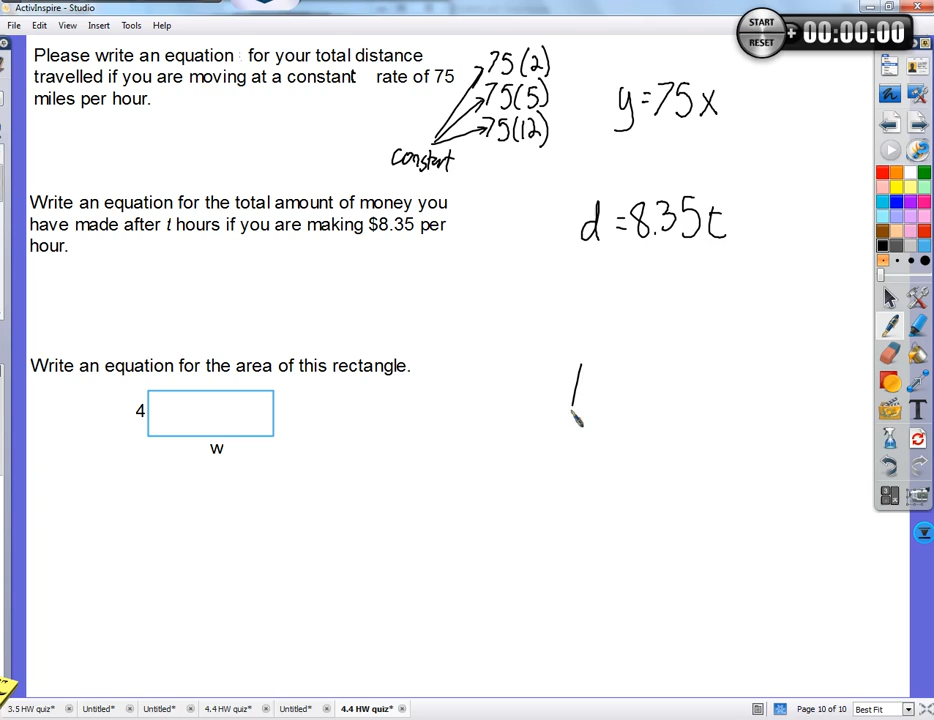 ActivInspire - Studio
File Edit View Insert Tools Help
START
RESET
00:00:00
Please write an equation for your total distance
travelled if you are moving at a constant rate of 75
miles per hour.
75(2)
75(5)
75(12)
constant
y=75x
Write an equation for the total amount of money you
have made after t hours if you are making $8.35 per
hour.
d=8.35t
Write an equation for the area of this rectangle.
4
w
3.5 HW quiz* Untitled* Untitled* 4.4 HW quiz* Untitled* 4.4 HW quiz*
Page 10 of 10 Best Fit